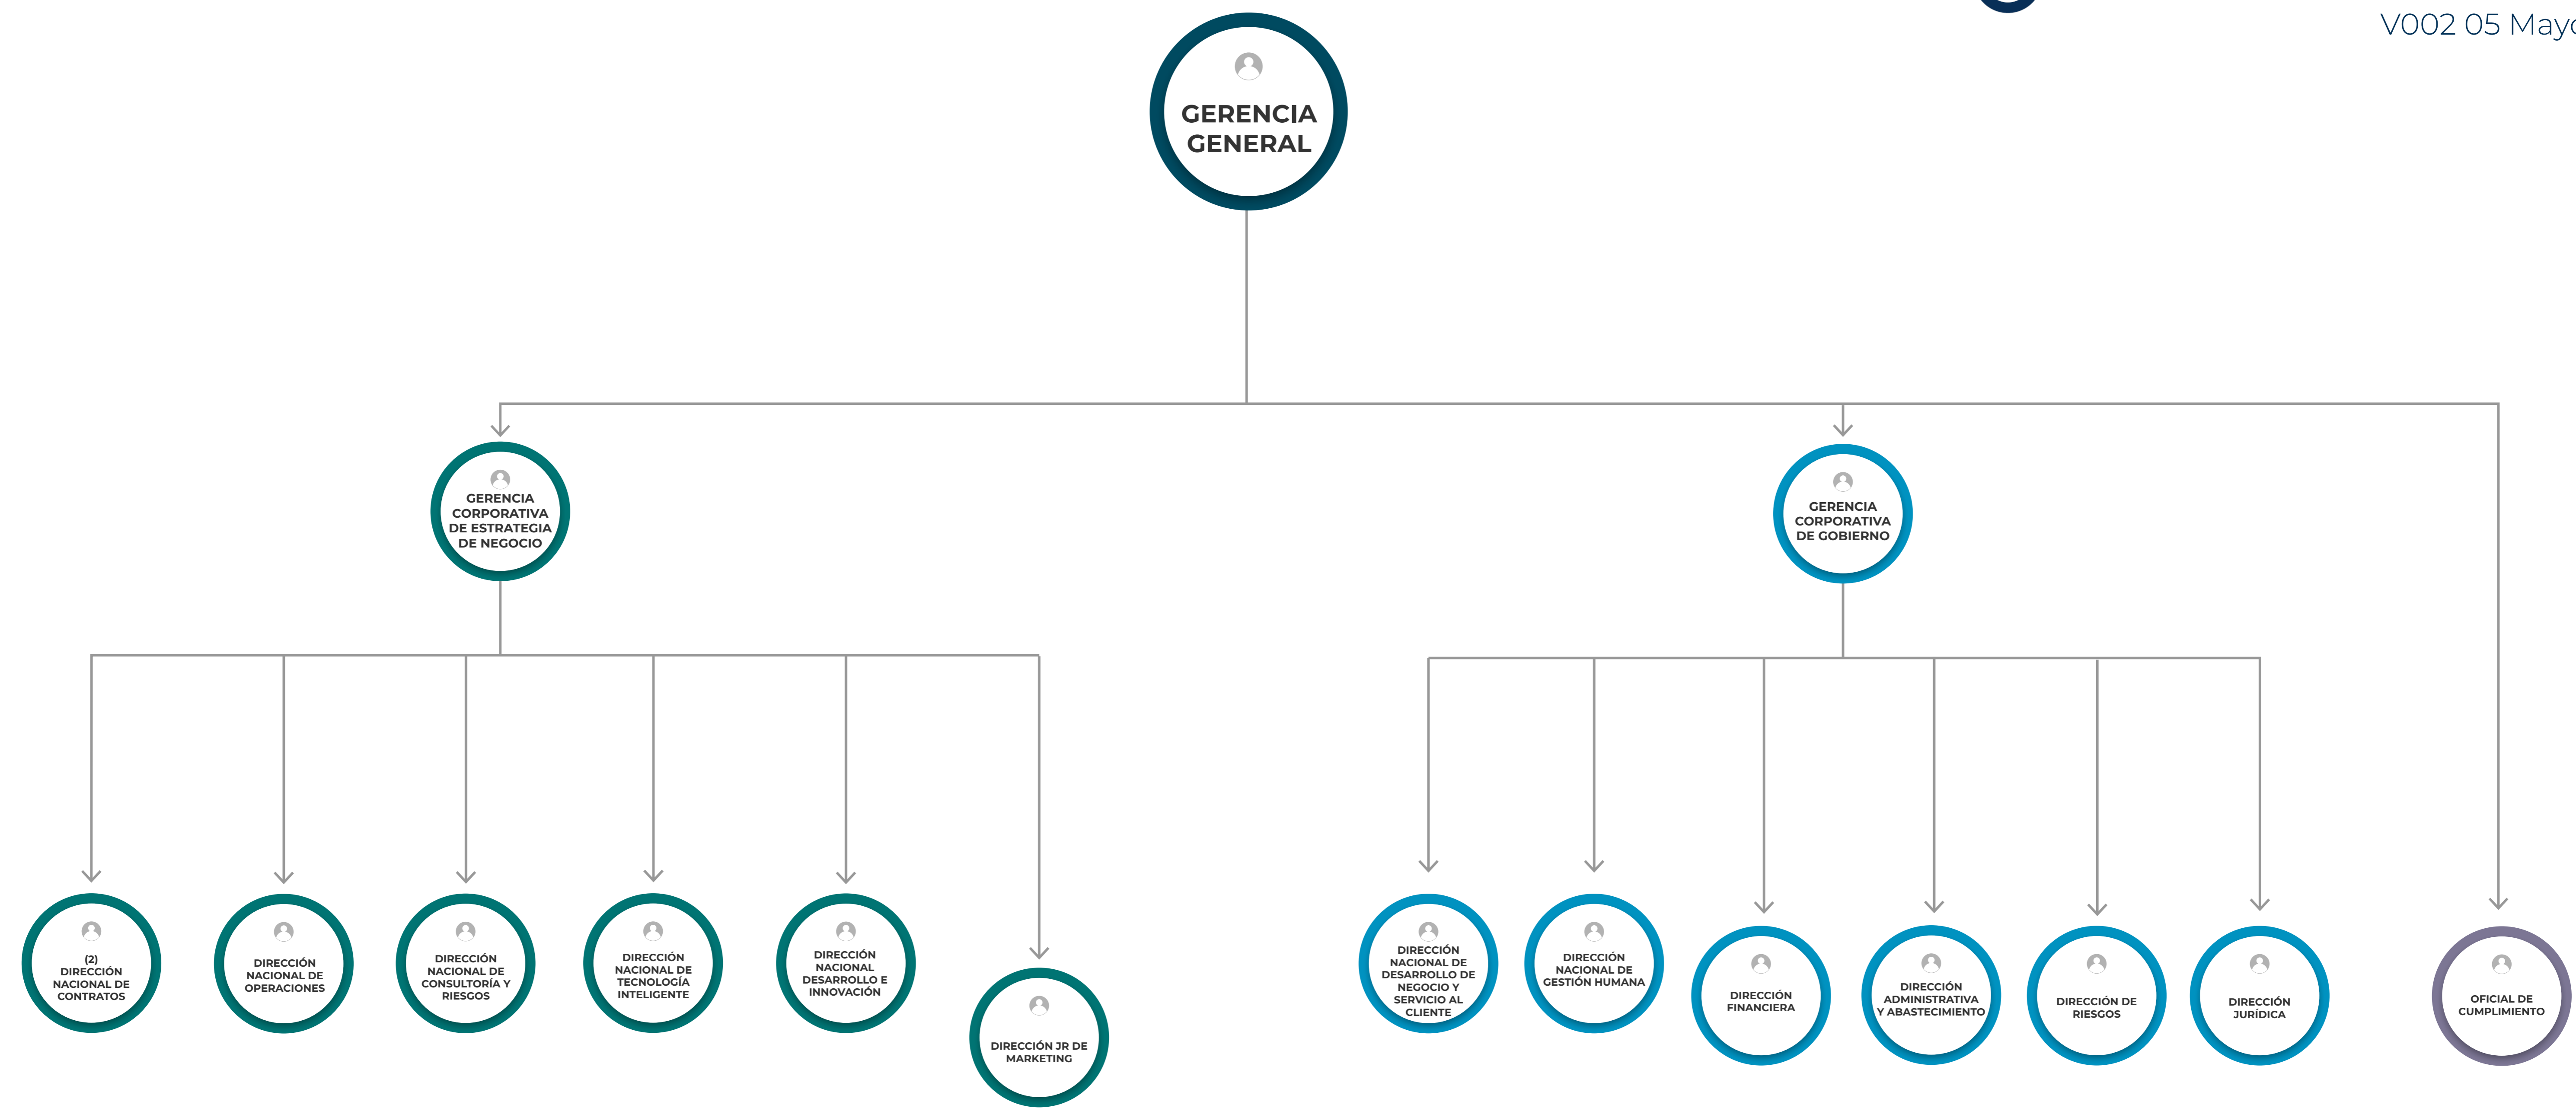 V002 05 Mayo
GERENCIA
GENERAL
GERENCIA
CORPORATIVA
DE ESTRATEGIA
DE NEGOCIO
GERENCIA
CORPORATIVA
DE GOBIERNO
(2)
DIRECCIÓN
NACIONAL DE
CONTRATOS
DIRECCIÓN
NACIONAL DE
OPERACIONES
DIRECCIÓN
NACIONAL DE
CONSULTORÍA Y
RIESGOS
DIRECCIÓN
NACIONAL DE
TECNOLOGÍA
INTELIGENTE
DIRECCIÓN
NACIONAL
DESARROLLO E
INNOVACIÓN
DIRECCIÓN JR DE
MARKETING
DIRECCIÓN
NACIONAL DE
DESARROLLO DE
NEGOCIO Y
SERVICIO AL
CLIENTE
DIRECCIÓN
NACIONAL DE
GESTIÓN HUMANA
DIRECCIÓN
FINANCIERA
DIRECCIÓN
ADMINISTRATIVA
Y ABASTECIMIENTO
DIRECCIÓN DE
RIESGOS
DIRECCIÓN
JURÍDICA
OFICIAL DE
CUMPLIMIENTO